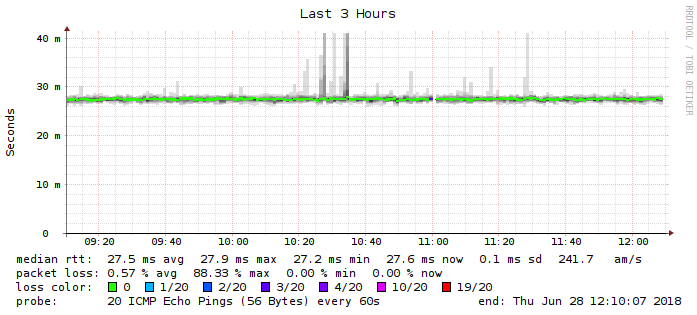 Last 3 Hours
RRDTOOL / TOBI OETIKER
Seconds
40 m
30 m
20 m
10 m
0
09:20 09:40 10:00 10:20 10:40 11:00 11:20 11:40 12:00
median rtt: 27.5 ms avg 27.9 ms max 27.2 ms min 27.6 ms now 0.1 ms sd 241.7 am/s
packet loss: 0.57 % avg 88.33 % max 0.00 % min 0.00 % now
loss color: 0 1/20 2/20 3/20 4/20 10/20 19/20
probe: 20 ICMP Echo Pings (56 Bytes) every 60s end: Thu Jun 28 12:10:07 2018